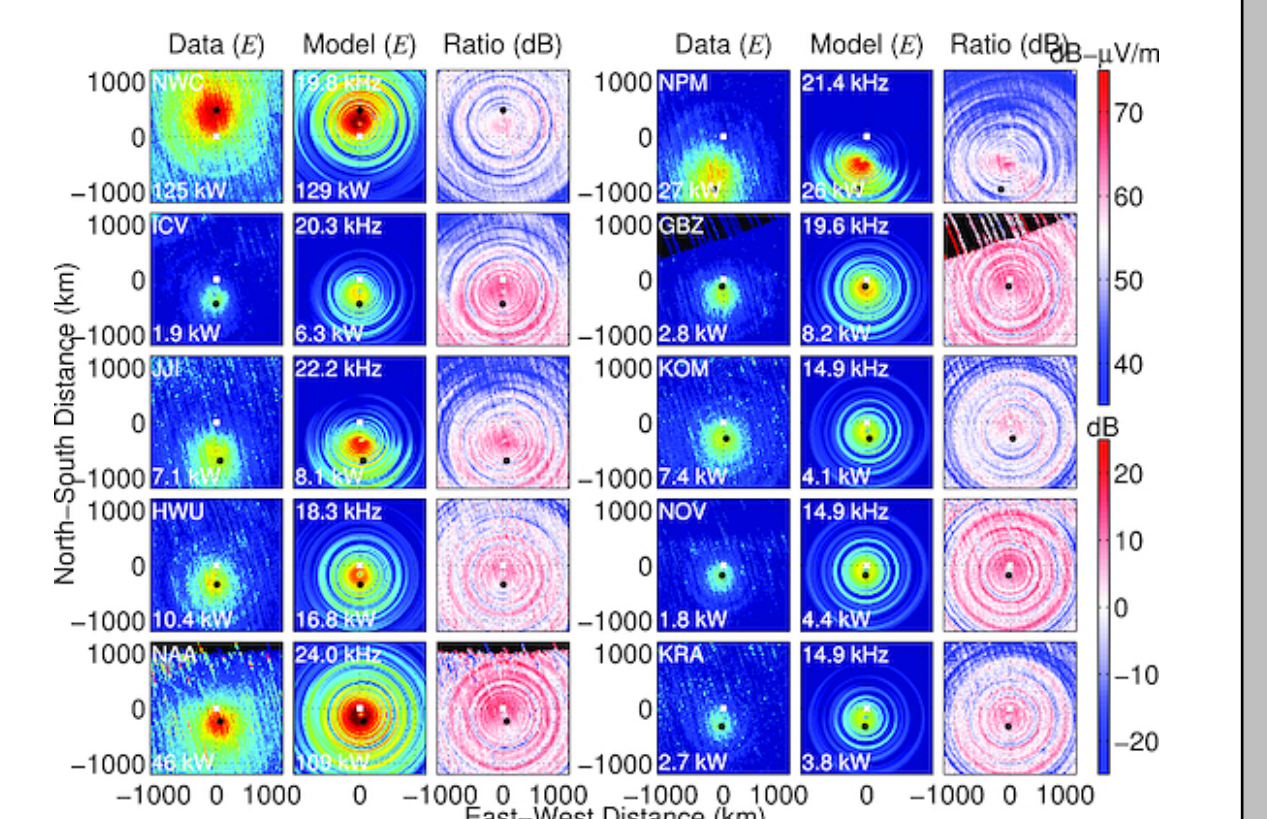 Data (E) Model (E) Ratio (dB) Data (E) Model (E) Ratio (dB)
dB−μV/m
1000 NWC 19.8 kHz 1000 NPM 21.4 kHz
0 0
−1000 125 kW 129 kW −1000 27 kW 26 kW
1000 ICV 20.3 kHz 1000 GBZ 19.6 kHz
0 0
−1000 1.9 kW 6.3 kW −1000 2.8 kW 8.2 kW
1000 JJI 22.2 kHz 1000 KOM 14.9 kHz
0 0
−1000 7.1 kW 8.1 kW −1000 7.4 kW 4.1 kW
1000 HWU 18.3 kHz 1000 NOV 14.9 kHz
0 0
−1000 10.4 kW 16.8 kW −1000 1.8 kW 4.4 kW
1000 NAA 24.0 kHz 1000 KRA 14.9 kHz
0 0
−1000 46 kW 109 kW −1000 2.7 kW 3.8 kW
−1000 0 1000 0 −1000 0 1000 −1000 0 1000 0 −1000 0 1000
North−South Distance (km)
East−West Distance (km)
70
60
50
40
dB
20
10
0
−10
−20